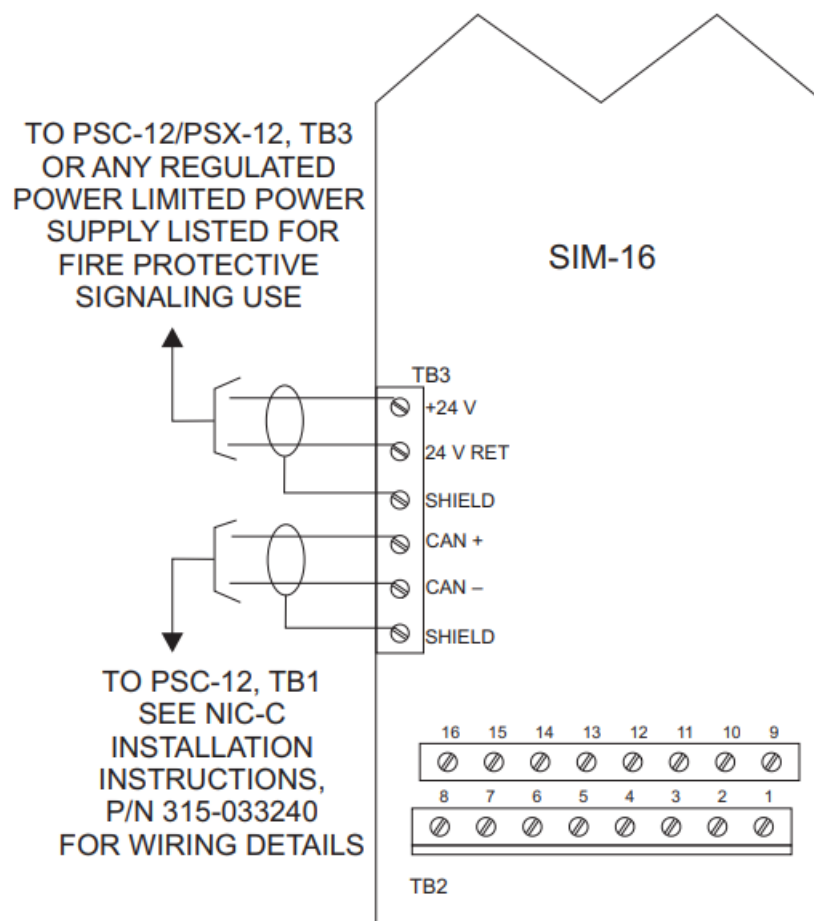 TO PSC-12/PSX-12, TB3
OR ANY REGULATED
POWER LIMITED POWER
SUPPLY LISTED FOR
FIRE PROTECTIVE
SIGNALING USE
SIM-16
TB3
+24 V
24 V RET
SHIELD
CAN +
CAN –
SHIELD
TO PSC-12, TB1
SEE NIC-C
INSTALLATION
INSTRUCTIONS,
P/N 315-033240
FOR WIRING DETAILS
16 15 14 13 12 11 10 9
8 7 6 5 4 3 2 1
TB2